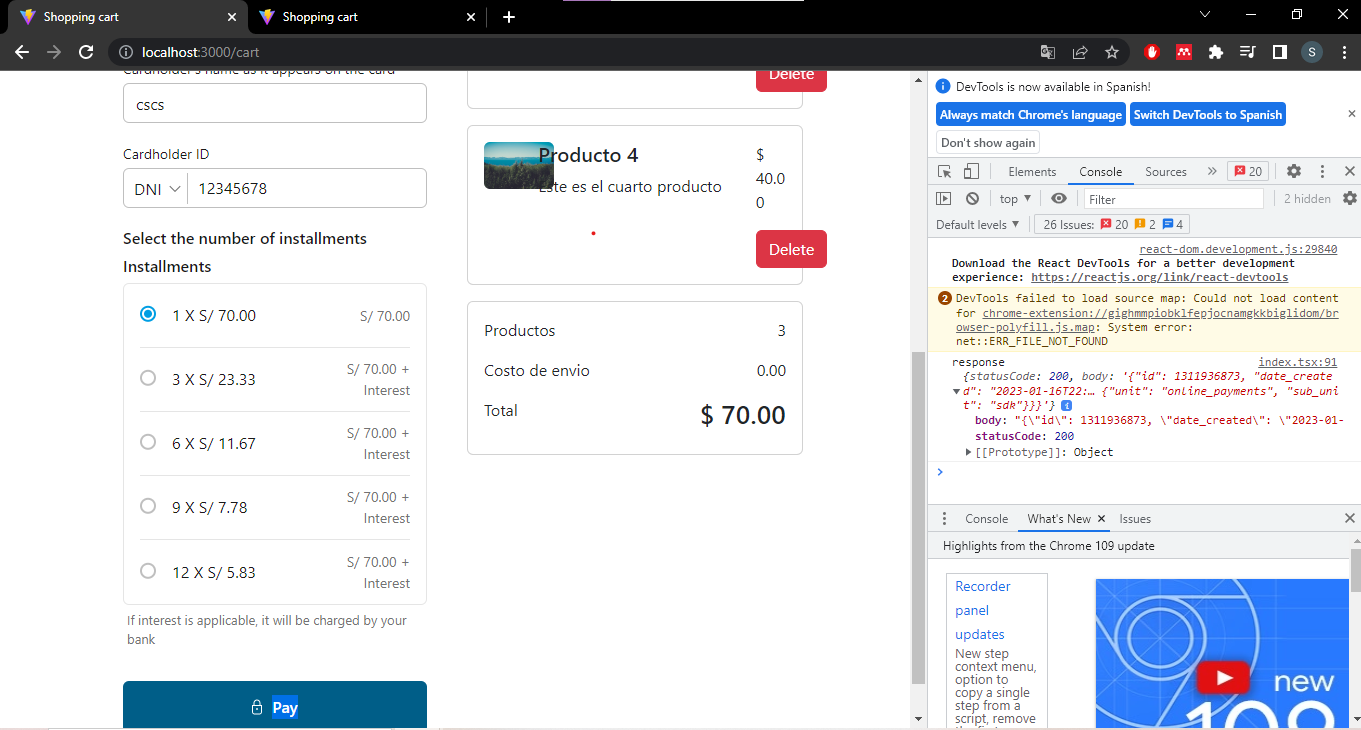 Shopping cart
Shopping cart
localhost:3000/cart
S
Cardholder's name as it appears on the card
cscs
Cardholder ID
DNI 12345678
Select the number of installments
Installments
1 X S/ 70.00 S/ 70.00
3 X S/ 23.33 S/ 70.00 +
Interest
6 X S/ 11.67 S/ 70.00 +
Interest
9 X S/ 7.78 S/ 70.00 +
Interest
12 X S/ 5.83 S/ 70.00 +
Interest
If interest is applicable, it will be charged by your
bank
Pay
Delete
Producto 4
Este es el cuarto producto
$
40.0
0
Delete
Productos 3
Costo de envio 0.00
Total $ 70.00
DevTools is now available in Spanish!
Always match Chrome's language Switch DevTools to Spanish
Don't show again
Elements Console Sources » 20
top Filter 2 hidden
Default levels 26 Issues: 20 2 4
react-dom.development.js:29840
Download the React DevTools for a better development
experience: https://reactjs.org/link/react-devtools
2 DevTools failed to load source map: Could not load content
for chrome-extension://gighmmpiobklfepjocnamgkkbiglidom/br
owser-polyfill.js.map: System error:
net::ERR_FILE_NOT_FOUND
response index.tsx:91
{statusCode: 200, body: '{"id": 1311936873, "date_create
d": "2023-01-16T22:… {"unit": "online_payments", "sub_uni
t": "sdk"}}}'} i
body: "{\"id\": 1311936873, \"date_created\": \"2023-01-
statusCode: 200
[[Prototype]]: Object
Console What's New Issues
Highlights from the Chrome 109 update
Recorder
panel
updates
New step
context menu,
option to
copy a single
step from a
script, remove
new
109